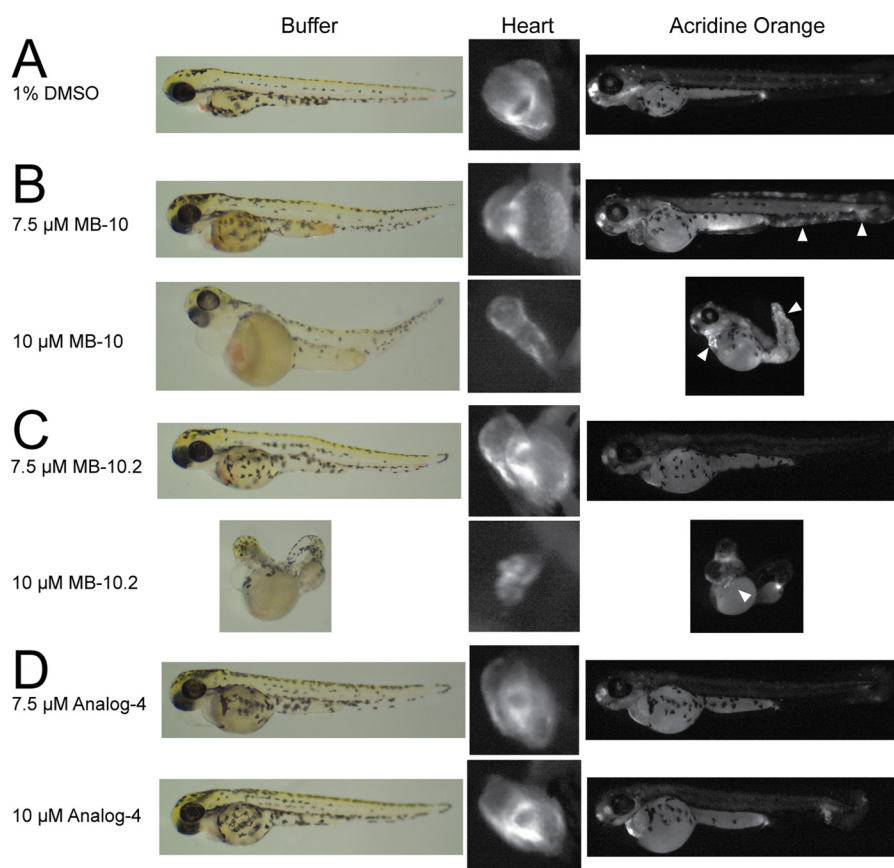 Buffer Heart Acridine Orange
A
1% DMSO
B
7.5 µM MB-10
10 µM MB-10
C
7.5 µM MB-10.2
10 µM MB-10.2
D
7.5 µM Analog-4
10 µM Analog-4